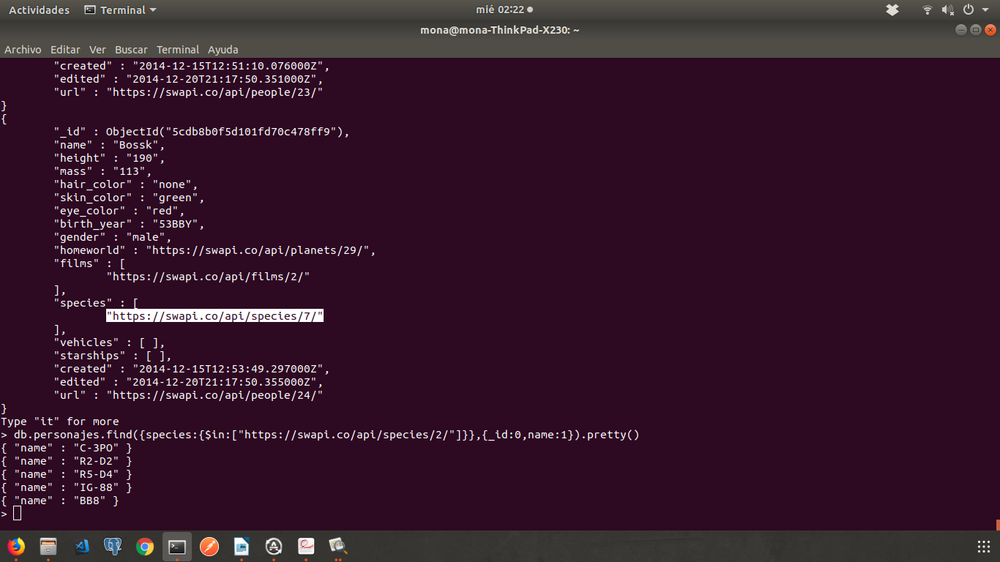 Actividades Terminal mié 02:22
mona@mona-ThinkPad-X230: ~
Archivo Editar Ver Buscar Terminal Ayuda
"created" : "2014-12-15T12:51:10.076000Z",
"edited" : "2014-12-20T21:17:50.351000Z",
"url" : "https://swapi.co/api/people/23/"
}
{
"_id" : ObjectId("5cdb8b0f5d101fd70c478ff9"),
"name" : "Bossk",
"height" : "190",
"mass" : "113",
"hair_color" : "none",
"skin_color" : "green",
"eye_color" : "red",
"birth_year" : "53BBY",
"gender" : "male",
"homeworld" : "https://swapi.co/api/planets/29/",
"films" : [
"https://swapi.co/api/films/2/"
],
"species" : [
"https://swapi.co/api/species/7/"
],
"vehicles" : [ ],
"starships" : [ ],
"created" : "2014-12-15T12:53:49.297000Z",
"edited" : "2014-12-20T21:17:50.355000Z",
"url" : "https://swapi.co/api/people/24/"
}
Type "it" for more
> db.personajes.find({species:{$in:["https://swapi.co/api/species/2/"]}},{_id:0,name:1}).pretty()
{ "name" : "C-3PO" }
{ "name" : "R2-D2" }
{ "name" : "R5-D4" }
{ "name" : "IG-88" }
{ "name" : "BB8" }
>